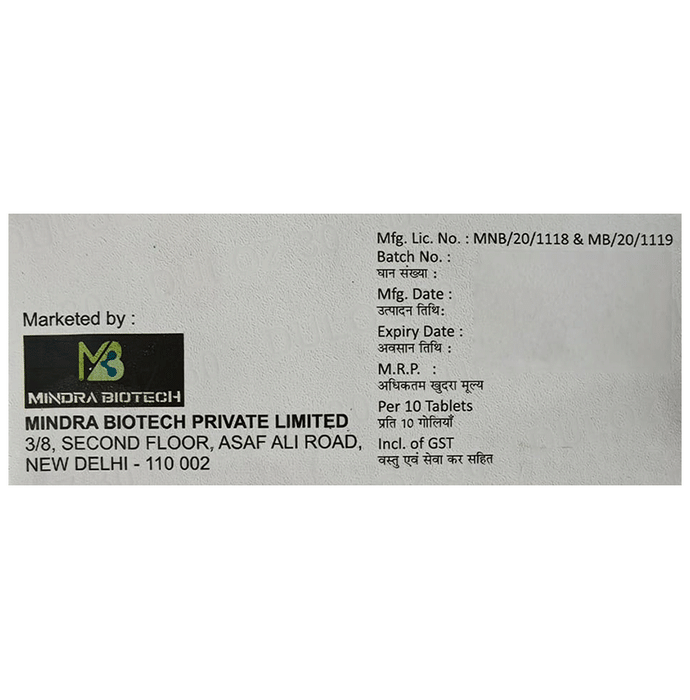 Marketed by :
MB
MINDRA BIOTECH
MINDRA BIOTECH PRIVATE LIMITED
3/8, SECOND FLOOR, ASAF ALI ROAD,
NEW DELHI - 110 002
Mfg. Lic. No. : MNB/20/1118 & MB/20/1119
Batch No. :
घान संख्या :
Mfg. Date :
उत्पादन तिथि:
Expiry Date :
अवसान तिथि :
M.R.P. :
अधिकतम खुदरा मूल्य
Per 10 Tablets
प्रति 10 गोलियाँ
Incl. of GST
वस्तु एवं सेवा कर सहित